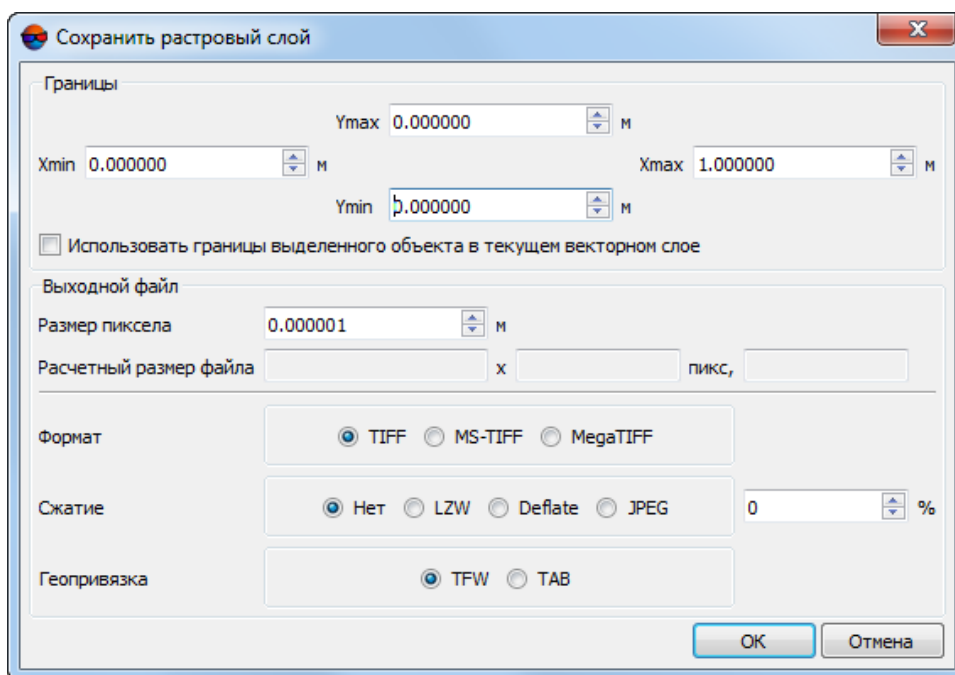 Сохранить растровый слой
Границы
Ymax 0.000000 м
Xmin 0.000000 м Xmax 1.000000 м
Ymin 0.000000 м
Использовать границы выделенного объекта в текущем векторном слое
Выходной файл
Размер пиксела 0.000001 м
Расчетный размер файла x пикс,
Формат TIFF MS-TIFF MegaTIFF
Сжатие Нет LZW Deflate JPEG 0 %
Геопривязка TFW TAB
OK Отмена